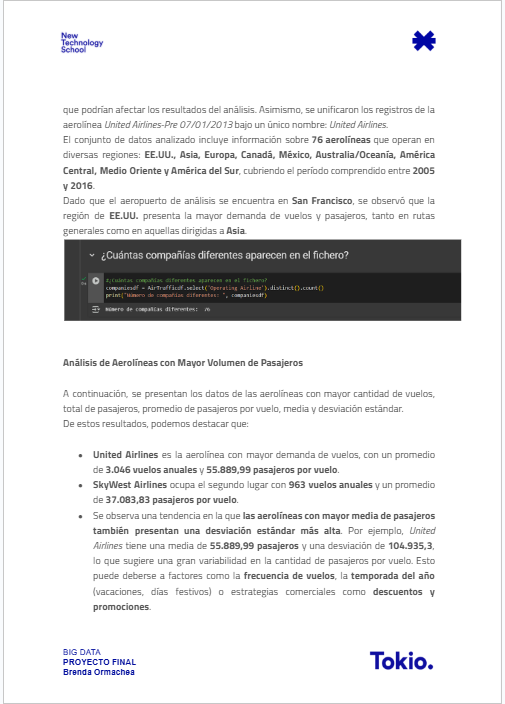 New
Technology
School
que podrían afectar los resultados del análisis. Asimismo, se unificaron los registros de la
aerolínea United Airlines-Pre 07/01/2013 bajo un único nombre: United Airlines.
El conjunto de datos analizado incluye información sobre 76 aerolíneas que operan en
diversas regiones: EE.UU., Asia, Europa, Canadá, México, Australia/Oceanía, América
Central, Medio Oriente y América del Sur, cubriendo el período comprendido entre 2005
y 2016.
Dado que el aeropuerto de análisis se encuentra en San Francisco, se observó que la
región de EE.UU. presenta la mayor demanda de vuelos y pasajeros, tanto en rutas
generales como en aquellas dirigidas a Asia.
¿Cuántas compañías diferentes aparecen en el fichero?
#¿Cuántas compañías diferentes aparecen en el fichero?
companiesdf = AirTrafficdf.select('Operating Airline').distinct().count()
print("Número de compañías diferentes: ", companiesdf)
Número de compañías diferentes: 76
Análisis de Aerolíneas con Mayor Volumen de Pasajeros
A continuación, se presentan los datos de las aerolíneas con mayor cantidad de vuelos,
total de pasajeros, promedio de pasajeros por vuelo, media y desviación estándar.
De estos resultados, podemos destacar que:
• United Airlines es la aerolínea con mayor demanda de vuelos, con un promedio
de 3.046 vuelos anuales y 55.889,99 pasajeros por vuelo.
• SkyWest Airlines ocupa el segundo lugar con 963 vuelos anuales y un promedio
de 37.083,83 pasajeros por vuelo.
• Se observa una tendencia en la que las aerolíneas con mayor media de pasajeros
también presentan una desviación estándar más alta. Por ejemplo, United
Airlines tiene una media de 55.889,99 pasajeros y una desviación de 104.935,3,
lo que sugiere una gran variabilidad en la cantidad de pasajeros por vuelo. Esto
puede deberse a factores como la frecuencia de vuelos, la temporada del año
(vacaciones, días festivos) o estrategias comerciales como descuentos y
promociones.
BIG DATA
PROYECTO FINAL
Brenda Ormachea
Tokio.